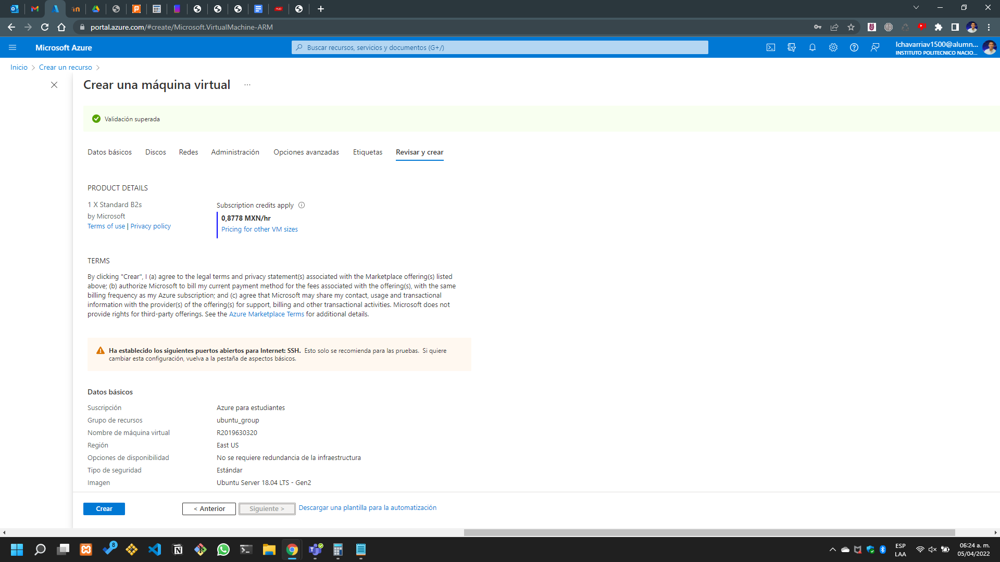 portal.azure.com/#create/Microsoft.VirtualMachine-ARM
Microsoft Azure
Buscar recursos, servicios y documentos (G+/)
lchavarriav1500@alumn...
INSTITUTO POLITECNICO NACIO...
Inicio > Crear un recurso >
Crear una máquina virtual ...
Validación superada
Datos básicos Discos Redes Administración Opciones avanzadas Etiquetas Revisar y crear
PRODUCT DETAILS
1 X Standard B2s
by Microsoft
Terms of use | Privacy policy
Subscription credits apply
0,8778 MXN/hr
Pricing for other VM sizes
TERMS
By clicking "Crear", I (a) agree to the legal terms and privacy statement(s) associated with the Marketplace offering(s) listed
above; (b) authorize Microsoft to bill my current payment method for the fees associated with the offering(s), with the same
billing frequency as my Azure subscription; and (c) agree that Microsoft may share my contact, usage and transactional
information with the provider(s) of the offering(s) for support, billing and other transactional activities. Microsoft does not
provide rights for third-party offerings. See the Azure Marketplace Terms for additional details.
Ha establecido los siguientes puertos abiertos para Internet: SSH. Esto solo se recomienda para las pruebas. Si quiere
cambiar esta configuración, vuelva a la pestaña de aspectos básicos.
Datos básicos
Suscripción Azure para estudiantes
Grupo de recursos ubuntu_group
Nombre de máquina virtual R2019630320
Región East US
Opciones de disponibilidad No se requiere redundancia de la infraestructura
Tipo de seguridad Estándar
Imagen Ubuntu Server 18.04 LTS - Gen2
Crear < Anterior Siguiente > Descargar una plantilla para la automatización
8
ESP
LAA
06:24 a. m.
05/04/2022